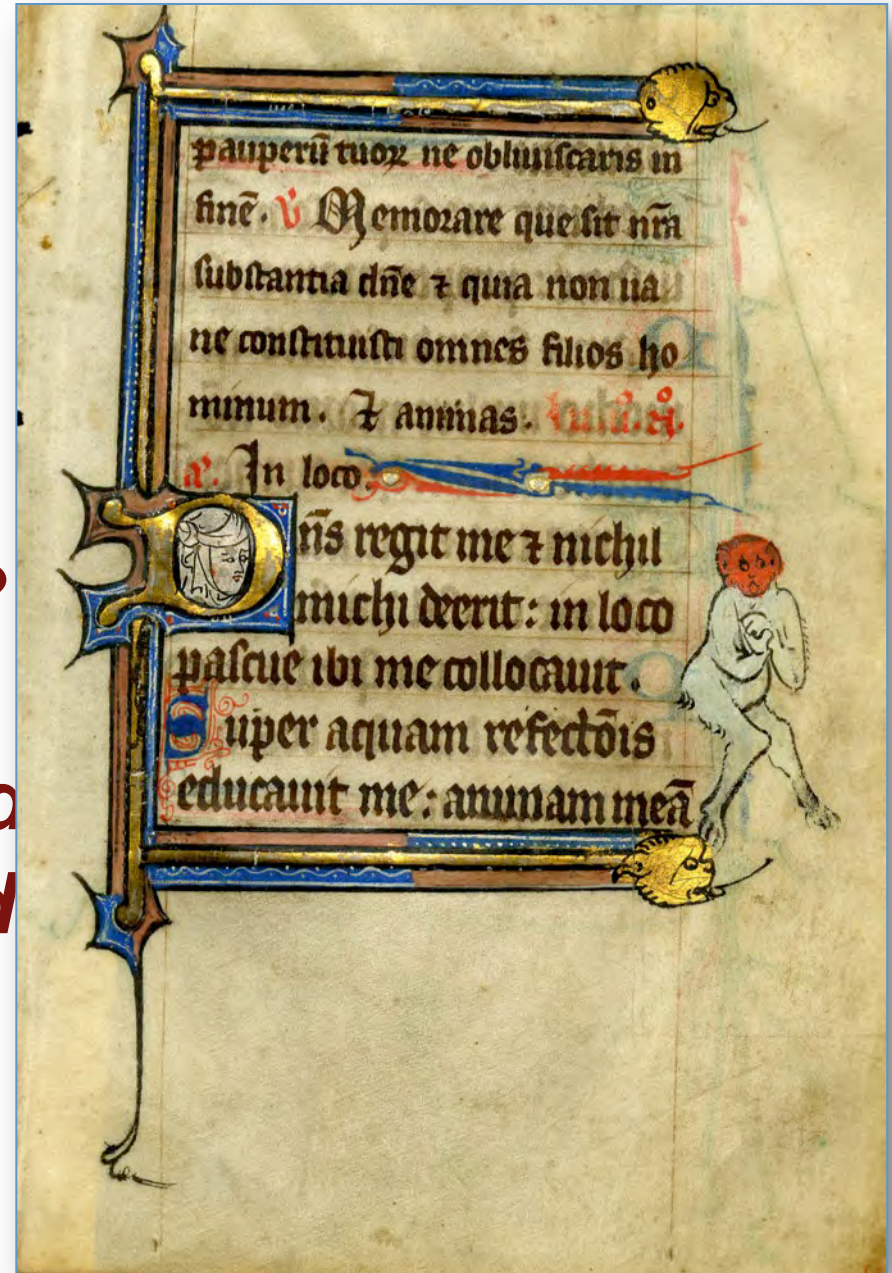 pauperū tuoꝝ ne obliuiscaris in
finē. ℣ Memorare que sit nr̄a
substantia dn̄e ⁊ quia non ua
ne constituisti omnes filios ho
minum. ⁊ animas.
a᷎. In loco
Dn̄s regit me ⁊ nichil
michi deerit: in loco
pascue ibi me collocauit.
Super aquam refectōis
educauit me: animam meā